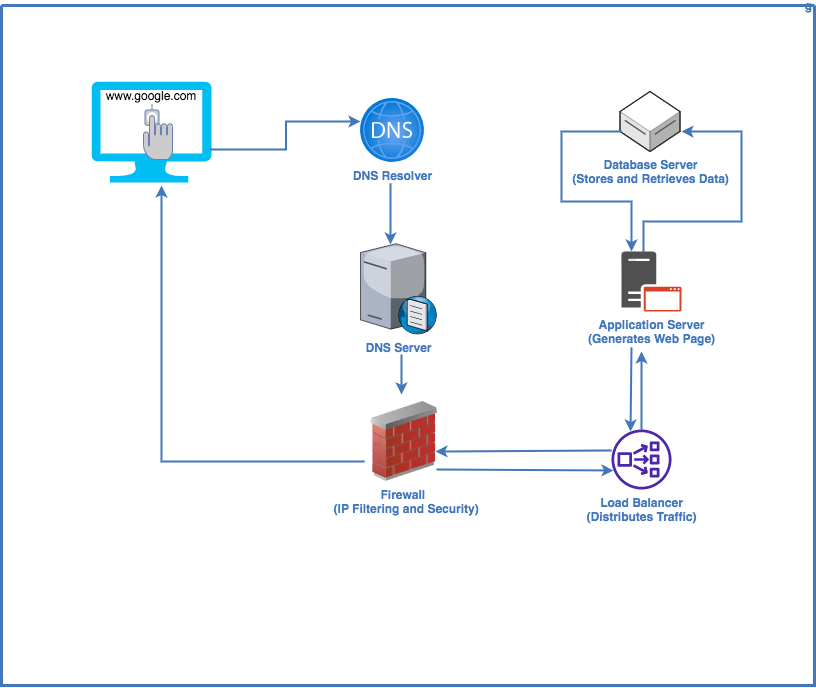 g
www.google.com
DNS
DNS Resolver
Database Server
(Stores and Retrieves Data)
Application Server
(Generates Web Page)
DNS Server
Firewall
(IP Filtering and Security)
Load Balancer
(Distributes Traffic)